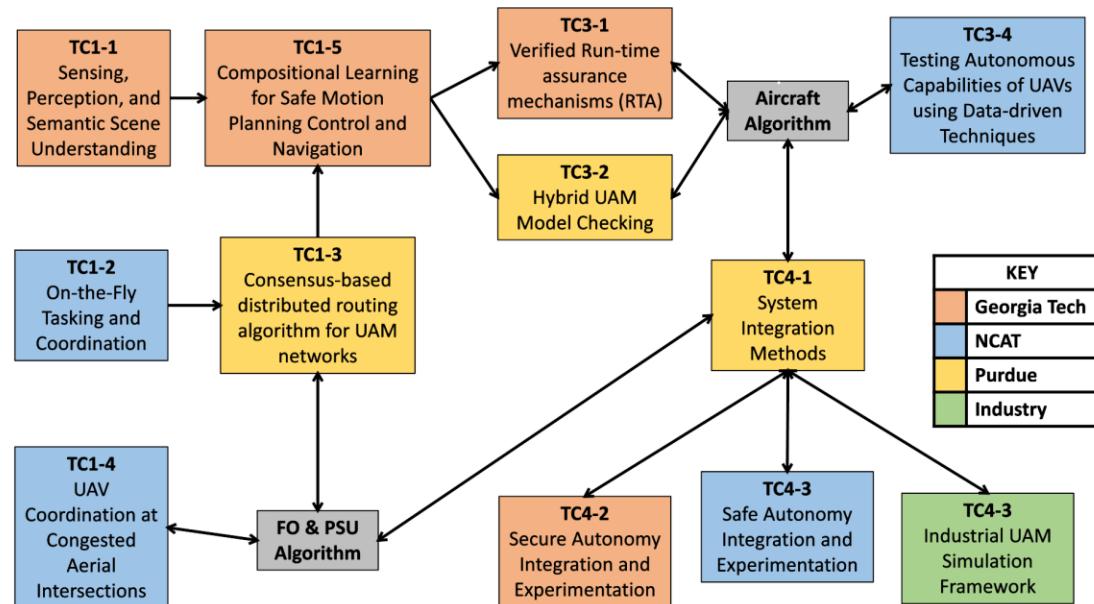 TC1-1
Sensing,
Perception, and
Semantic Scene
Understanding
TC1-5
Compositional Learning
for Safe Motion
Planning Control and
Navigation
TC3-1
Verified Run-time
assurance
mechanisms (RTA)
Aircraft
Algorithm
TC3-4
Testing Autonomous
Capabilities of UAVs
using Data-driven
Techniques
TC3-2
Hybrid UAM
Model Checking
TC1-2
On-the-Fly
Tasking and
Coordination
TC1-3
Consensus-based
distributed routing
algorithm for UAM
networks
TC4-1
System
Integration
Methods
KEY
Georgia Tech
NCAT
Purdue
Industry
TC1-4
UAV
Coordination at
Congested
Aerial
Intersections
FO & PSU
Algorithm
TC4-2
Secure Autonomy
Integration and
Experimentation
TC4-3
Safe Autonomy
Integration and
Experimentation
TC4-3
Industrial UAM
Simulation
Framework